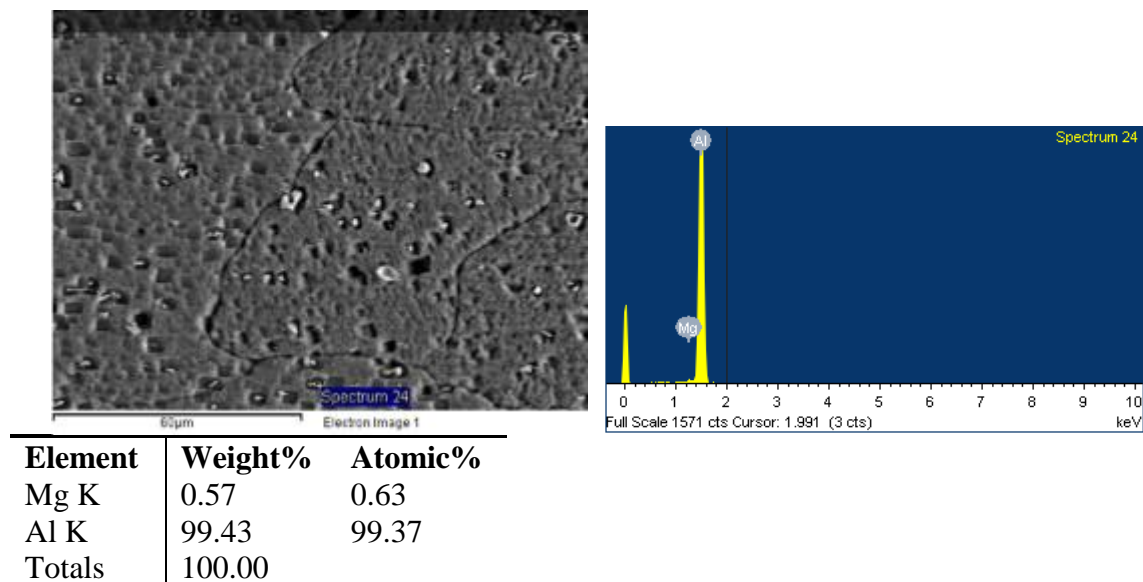 Spectrum 24
60µm
Electron Image 1
Al
Spectrum 24
Mg
0 1 2 3 4 5 6 7 8 9 10
Full Scale 1571 cts Cursor: 1.991 (3 cts) keV
Element Weight% Atomic%
Mg K 0.57 0.63
Al K 99.43 99.37
Totals 100.00